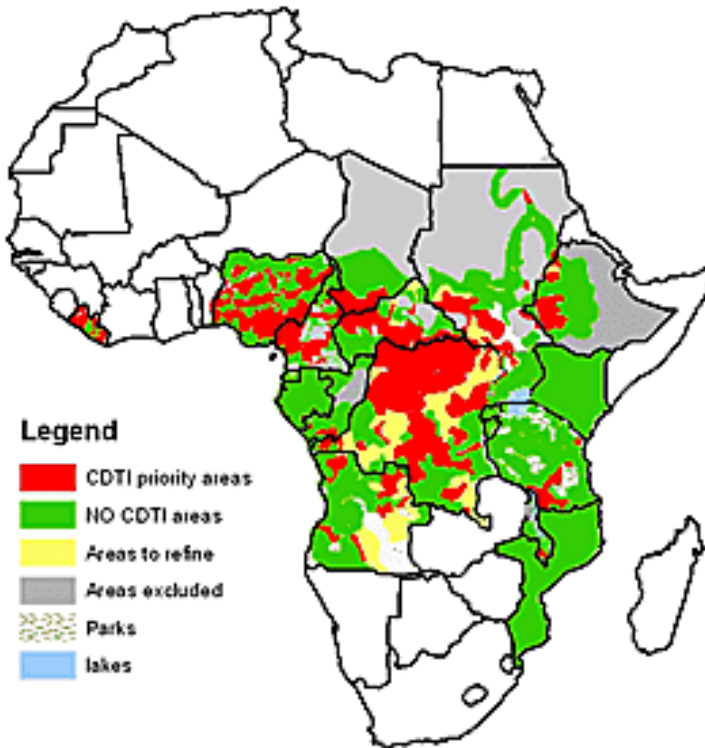 Legend
CDTI priority areas
NO CDTI areas
Areas to refine
Areas excluded
Parks
lakes